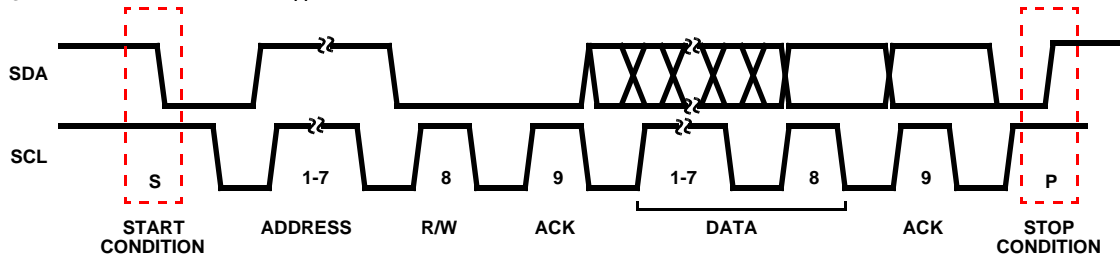 SDA
SCL
S 1-7 8 9 1-7 8 9 P
START CONDITION ADDRESS R/W ACK DATA ACK STOP CONDITION